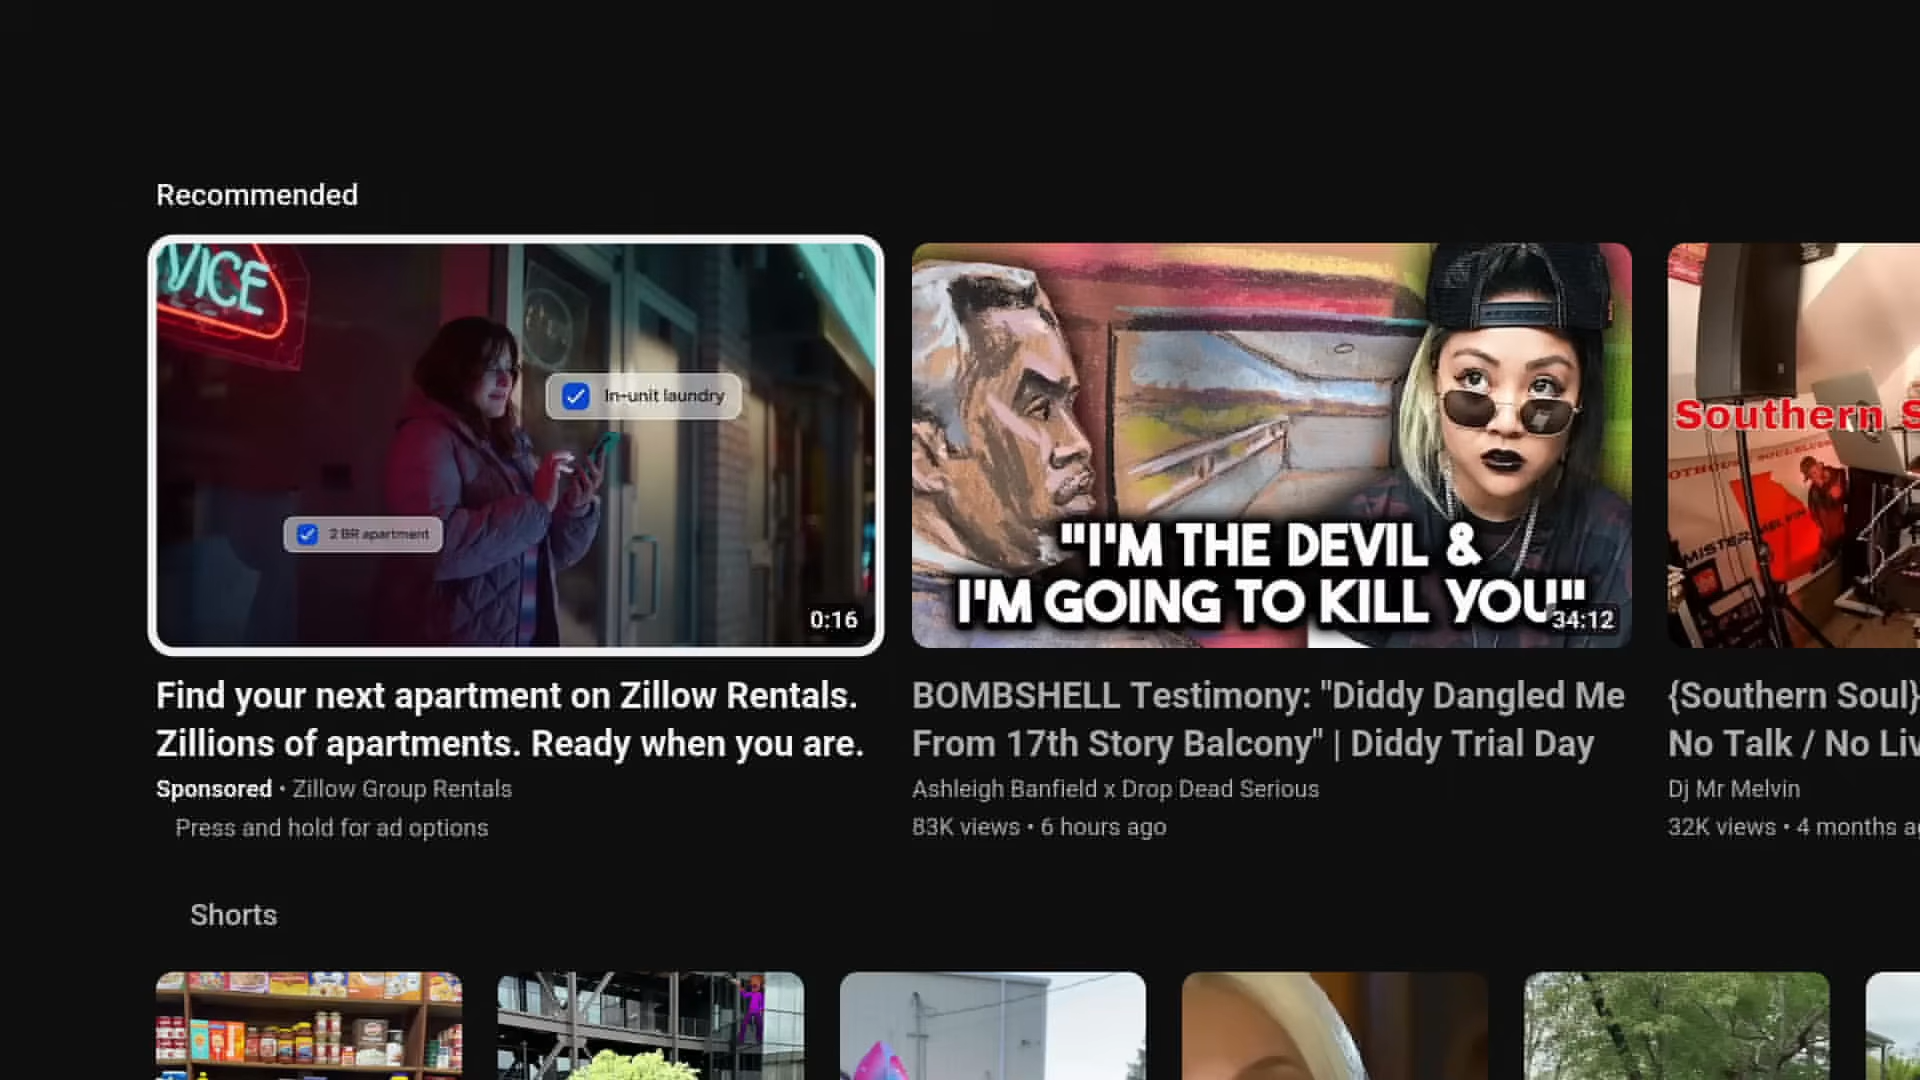 Recommended
VICE
In-unit laundry
2 BR apartment
0:16
Find your next apartment on Zillow Rentals.
Zillions of apartments. Ready when you are.
Sponsored • Zillow Group Rentals
Press and hold for ad options
"I'M THE DEVIL &
I'M GOING TO KILL YOU"
34:12
BOMBSHELL Testimony: "Diddy Dangled Me
From 17th Story Balcony" | Diddy Trial Day
Ashleigh Banfield x Drop Dead Serious
83K views • 6 hours ago
Southern S
MISTER MELVIN
{Southern Soul}
No Talk / No Liv
Dj Mr Melvin
32K views • 4 months ag
Shorts